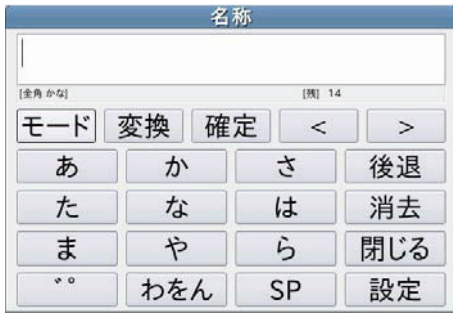 名称
[全角 かな] [残] 14
モード 変換 確定 < >
あ か さ 後退
た な は 消去
ま や ら 閉じる
゛゜ わをん SP 設定